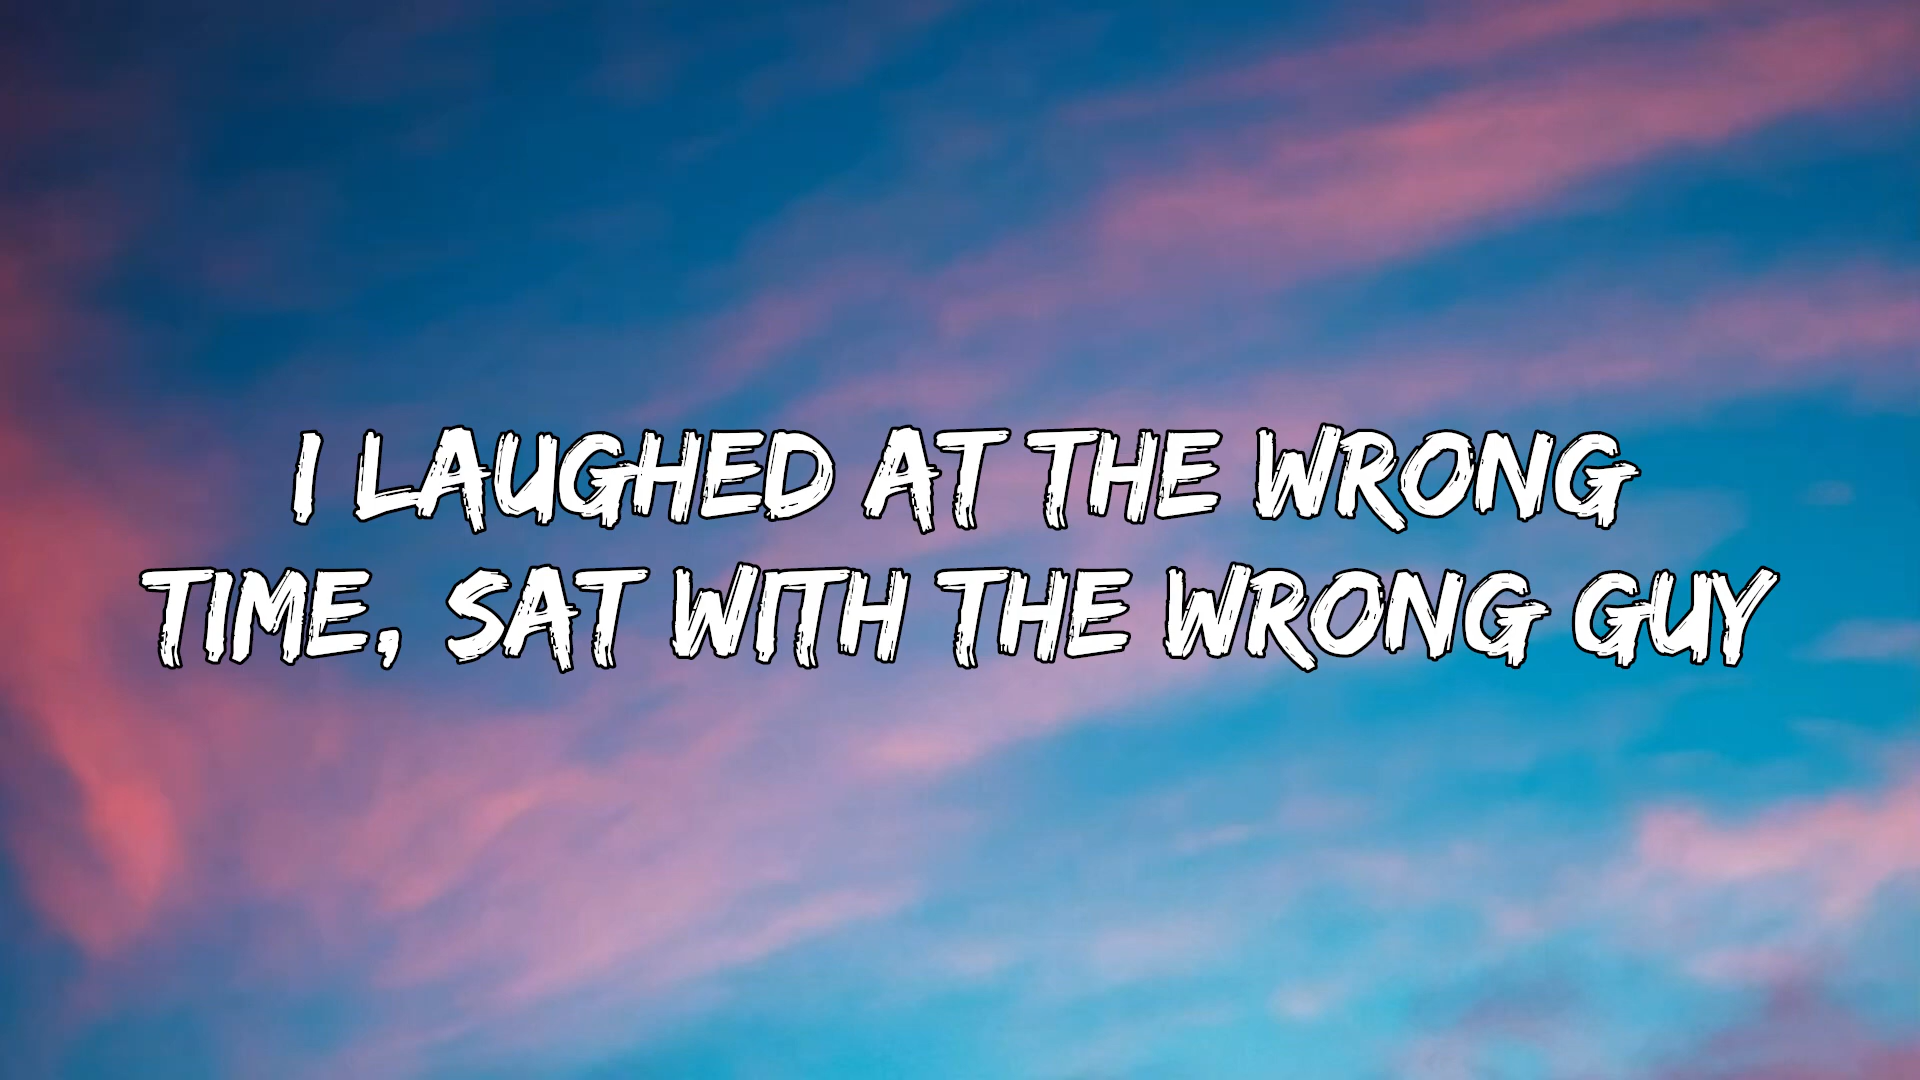 I LAUGHED AT THE WRONG
TIME, SAT WITH THE WRONG GUY